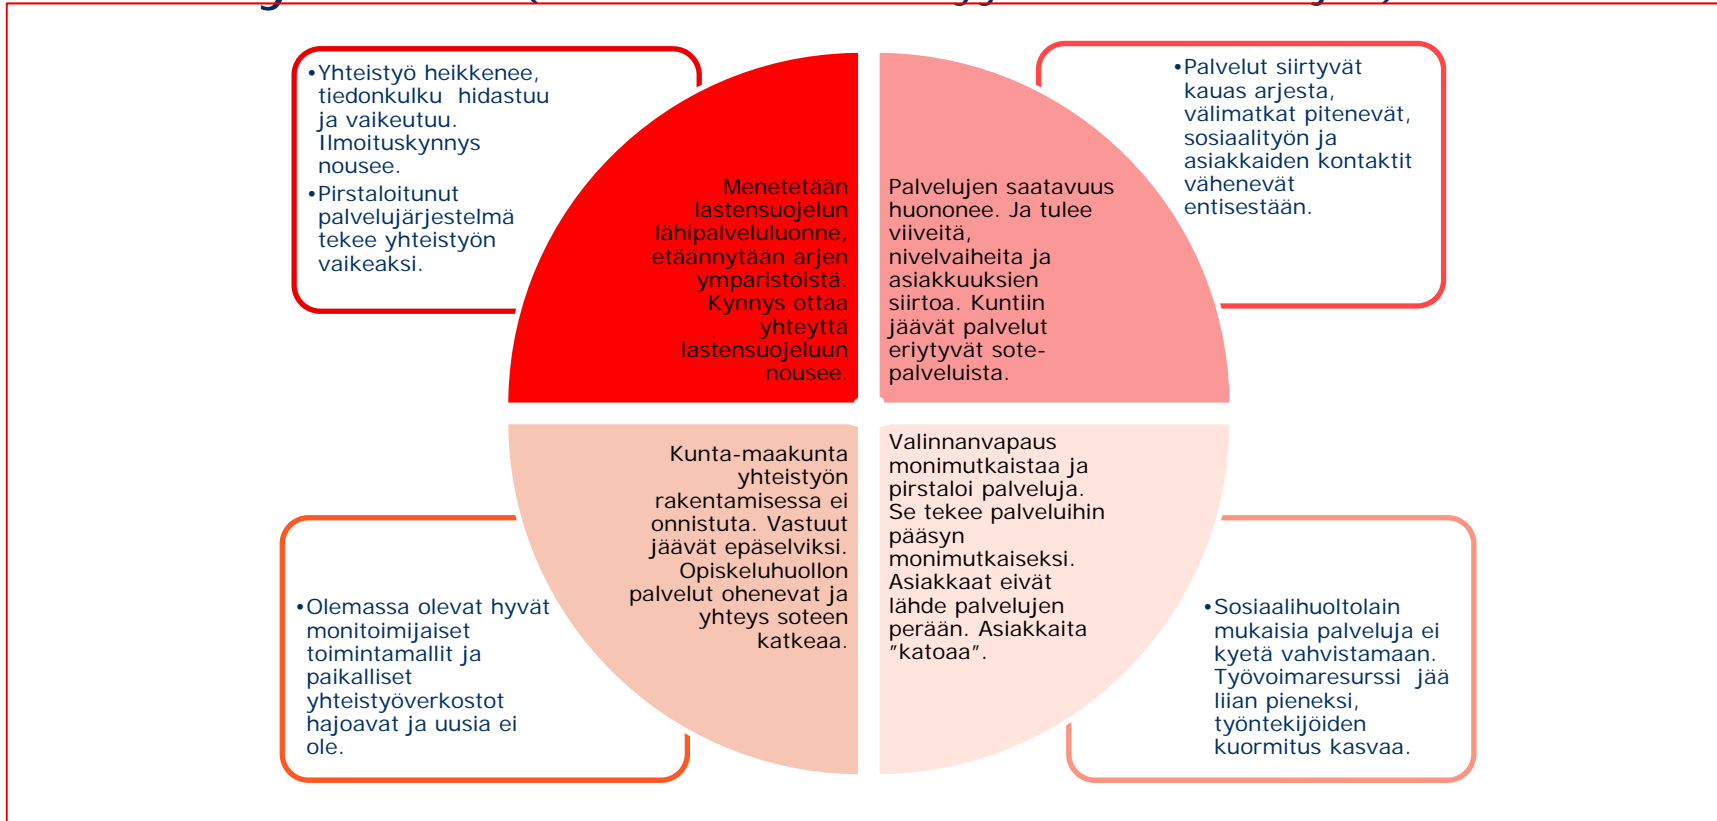 •Yhteistyö heikkenee,
tiedonkulku hidastuu
ja vaikeutuu.
Ilmoituskynnys
nousee.
•Pirstaloitunut
palvelujärjestelmä
tekee yhteistyön
vaikeaksi.
Menetetään
lastensuojelun
lähipalveluluonne,
etäännytään arjen
ympäristöistä.
Kynnys ottaa
yhteyttä
lastensuojeluun
nousee.
Palvelujen saatavuus
huononee. Ja tulee
viiveitä,
nivelvaiheita ja
asiakkuuksien
siirtoa. Kuntiin
jäävät palvelut
eriytyvät sote-
palveluista.
•Palvelut siirtyvät
kauas arjesta,
välimatkat pitenevät,
sosiaalityön ja
asiakkaiden kontaktit
vähenevät
entisestään.
•Olemassa olevat hyvät
monitoimijaiset
toimintamallit ja
paikalliset
yhteistyöverkostot
hajoavat ja uusia ei
ole.
Kunta-maakunta
yhteistyön
rakentamisessa ei
onnistuta. Vastuut
jäävät epäselviksi.
Opiskeluhuollon
palvelut ohenevat ja
yhteys soteen
katkeaa.
Valinnanvapaus
monimutkaistaa ja
pirstaloi palveluja.
Se tekee palveluihin
pääsyn
monimutkaiseksi.
Asiakkaat eivät
lähde palvelujen
perään. Asiakkaita
”katoaa”.
•Sosiaalihuoltolain
mukaisia palveluja ei
kyetä vahvistamaan.
Työvoimaresurssi jää
liian pieneksi,
työntekijöiden
kuormitus kasvaa.